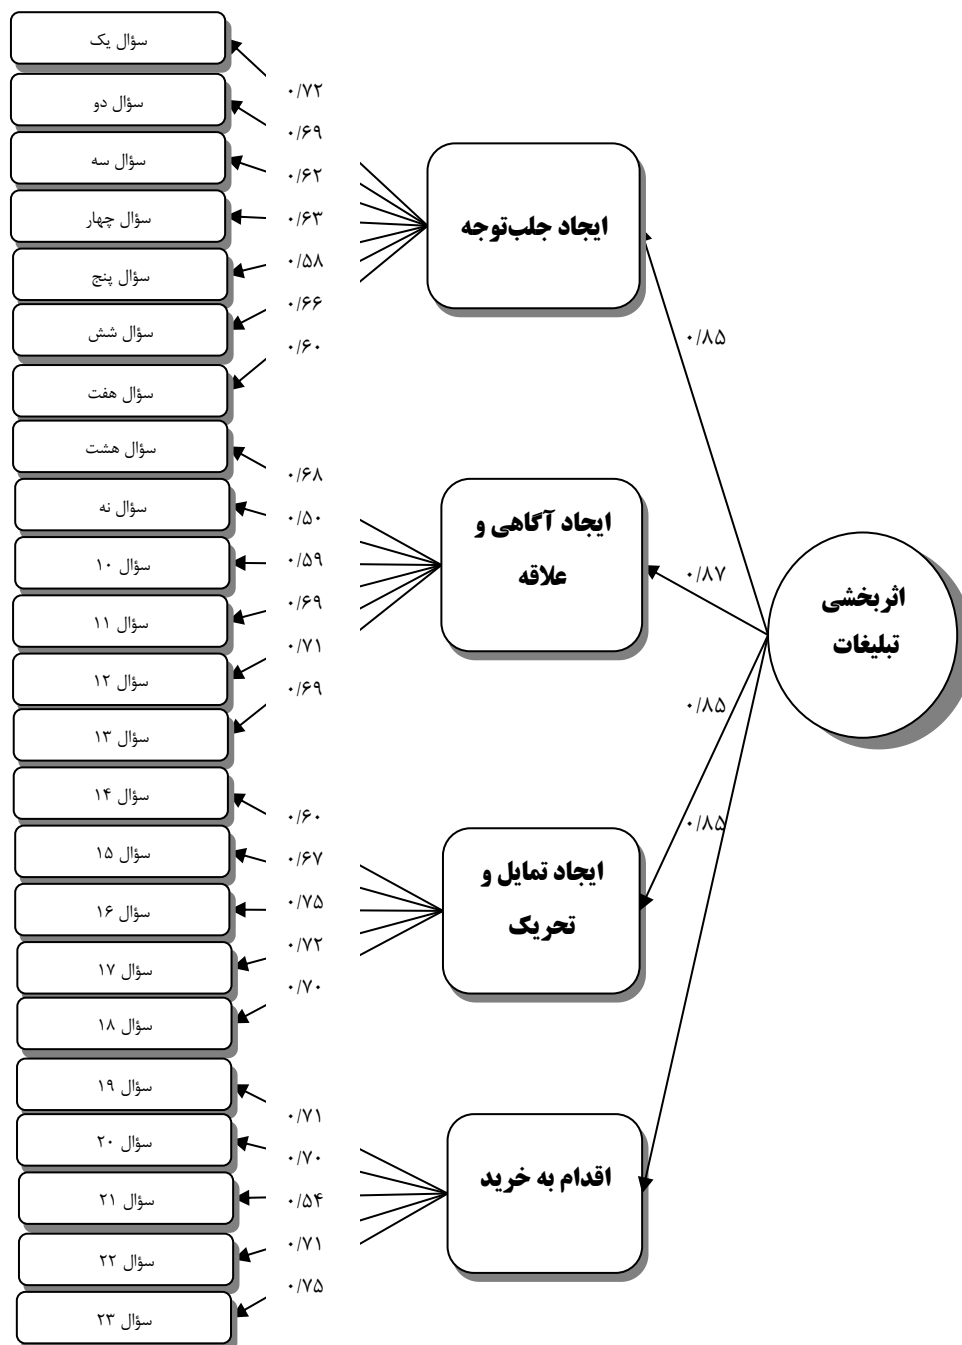 سؤال یک
سؤال دو
سؤال سه
سؤال چهار
سؤال پنج
سؤال شش
سؤال هفت
سؤال هشت
سؤال نه
سؤال ۱۰
سؤال ۱۱
سؤال ۱۲
سؤال ۱۳
سؤال ۱۴
سؤال ۱۵
سؤال ۱۶
سؤال ۱۷
سؤال ۱۸
سؤال ۱۹
سؤال ۲۰
سؤال ۲۱
سؤال ۲۲
سؤال ۲۳
۰/۷۲
۰/۶۹
۰/۶۲
۰/۶۳
۰/۵۸
۰/۶۶
۰/۶۰
۰/۶۸
۰/۵۰
۰/۵۹
۰/۶۹
۰/۷۱
۰/۶۹
۰/۶۰
۰/۶۷
۰/۷۵
۰/۷۲
۰/۷۰
۰/۷۱
۰/۷۰
۰/۵۴
۰/۷۱
۰/۷۵
ایجاد جلب‌توجه
ایجاد آگاهی و
علاقه
ایجاد تمایل و
تحریک
اقدام به خرید
۰/۸۵
۰/۸۷
۰/۸۵
۰/۸۵
اثربخشی
تبلیغات